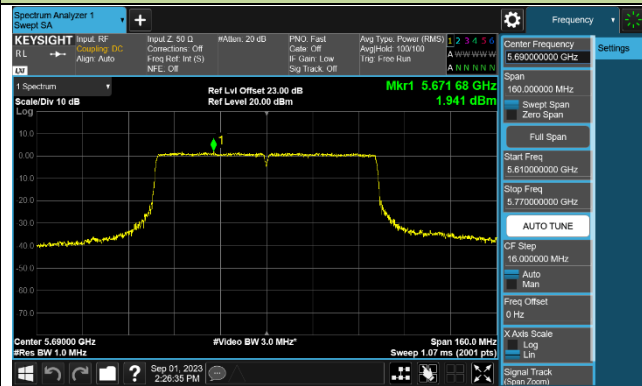 Spectrum Analyzer 1
Swept SA
Frequency
KEYSIGHT
RL
LXI
Input: RF
Coupling: DC
Align: Auto
Input Z: 50 Ω
Corrections: Off
Freq Ref: Int (S)
NFE: Off
#Atten: 20 dB
PNO: Fast
Gate: Off
IF Gain: Low
Sig Track: Off
Avg Type: Power (RMS)
Avg|Hold: 100/100
Trig: Free Run
1 2 3 4 5 6
A W W W W W
A N N N N N
1 Spectrum
Scale/Div 10 dB
Log
Ref Lvl Offset 23.00 dB
Ref Level 20.00 dBm
Mkr1 5.671 68 GHz
1.941 dBm
10.0
0.00
-10.0
-20.0
-30.0
-40.0
-50.0
-60.0
-70.0
1
Center 5.69000 GHz
#Res BW 1.0 MHz
#Video BW 3.0 MHz*
Span 160.0 MHz
Sweep 1.07 ms (2001 pts)
Center Frequency
5.690000000 GHz
Span
160.000000 MHz
Swept Span
Zero Span
Full Span
Start Freq
5.610000000 GHz
Stop Freq
5.770000000 GHz
AUTO TUNE
CF Step
16.000000 MHz
Auto
Man
Freq Offset
0 Hz
X Axis Scale
Log
Lin
Signal Track
(Span Zoom)
Settings
Sep 01, 2023
2:26:35 PM